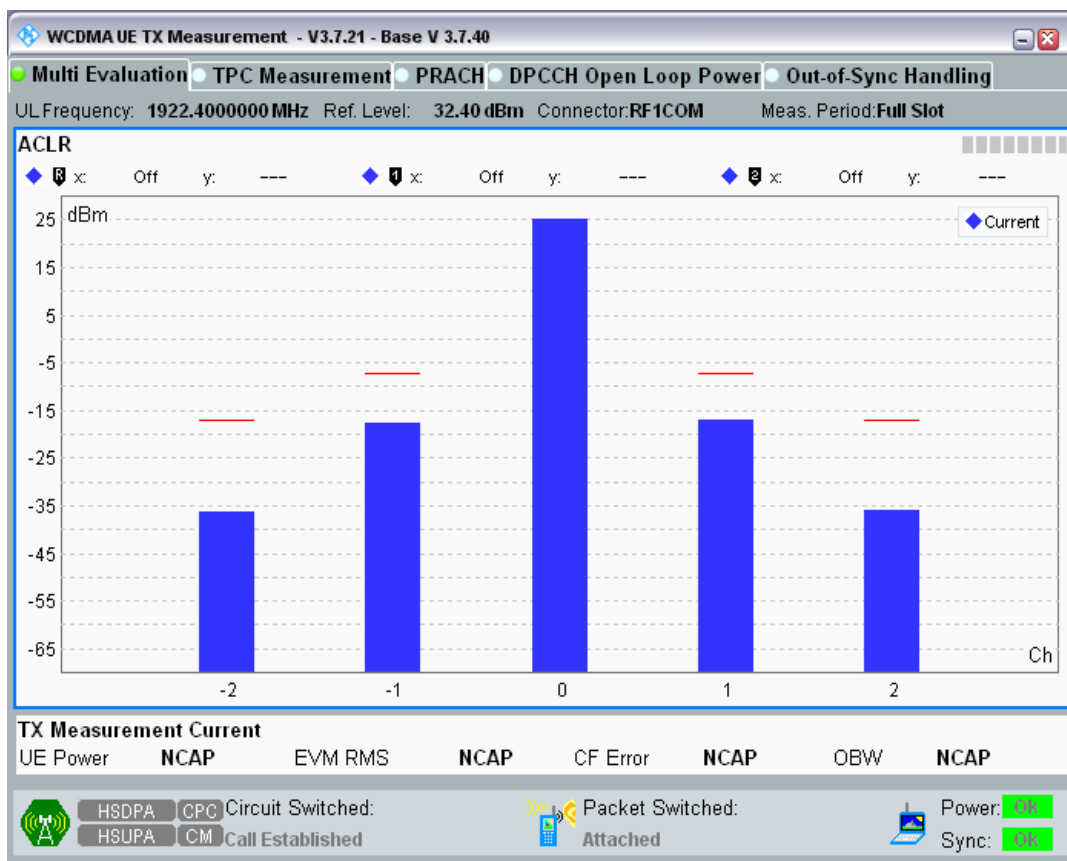 WCDMA UE TX Measurement - V3.7.21 - Base V 3.7.40
Multi Evaluation TPC Measurement PRACH DPCCH Open Loop Power Out-of-Sync Handling
UL Frequency: 1922.4000000 MHz Ref. Level: 32.40 dBm Connector:RF1COM Meas. Period:Full Slot
ACLR
R x: Off y: --- 1 x: Off y: --- 2 x: Off y: ---
dBm
Current
25
15
5
-5
-15
-25
-35
-45
-55
-65
Ch
-2 -1 0 1 2
TX Measurement Current
UE Power NCAP EVM RMS NCAP CF Error NCAP OBW NCAP
HSDPA CPC Circuit Switched: Packet Switched: Power: Ok
HSUPA CM Call Established Attached Sync: Ok